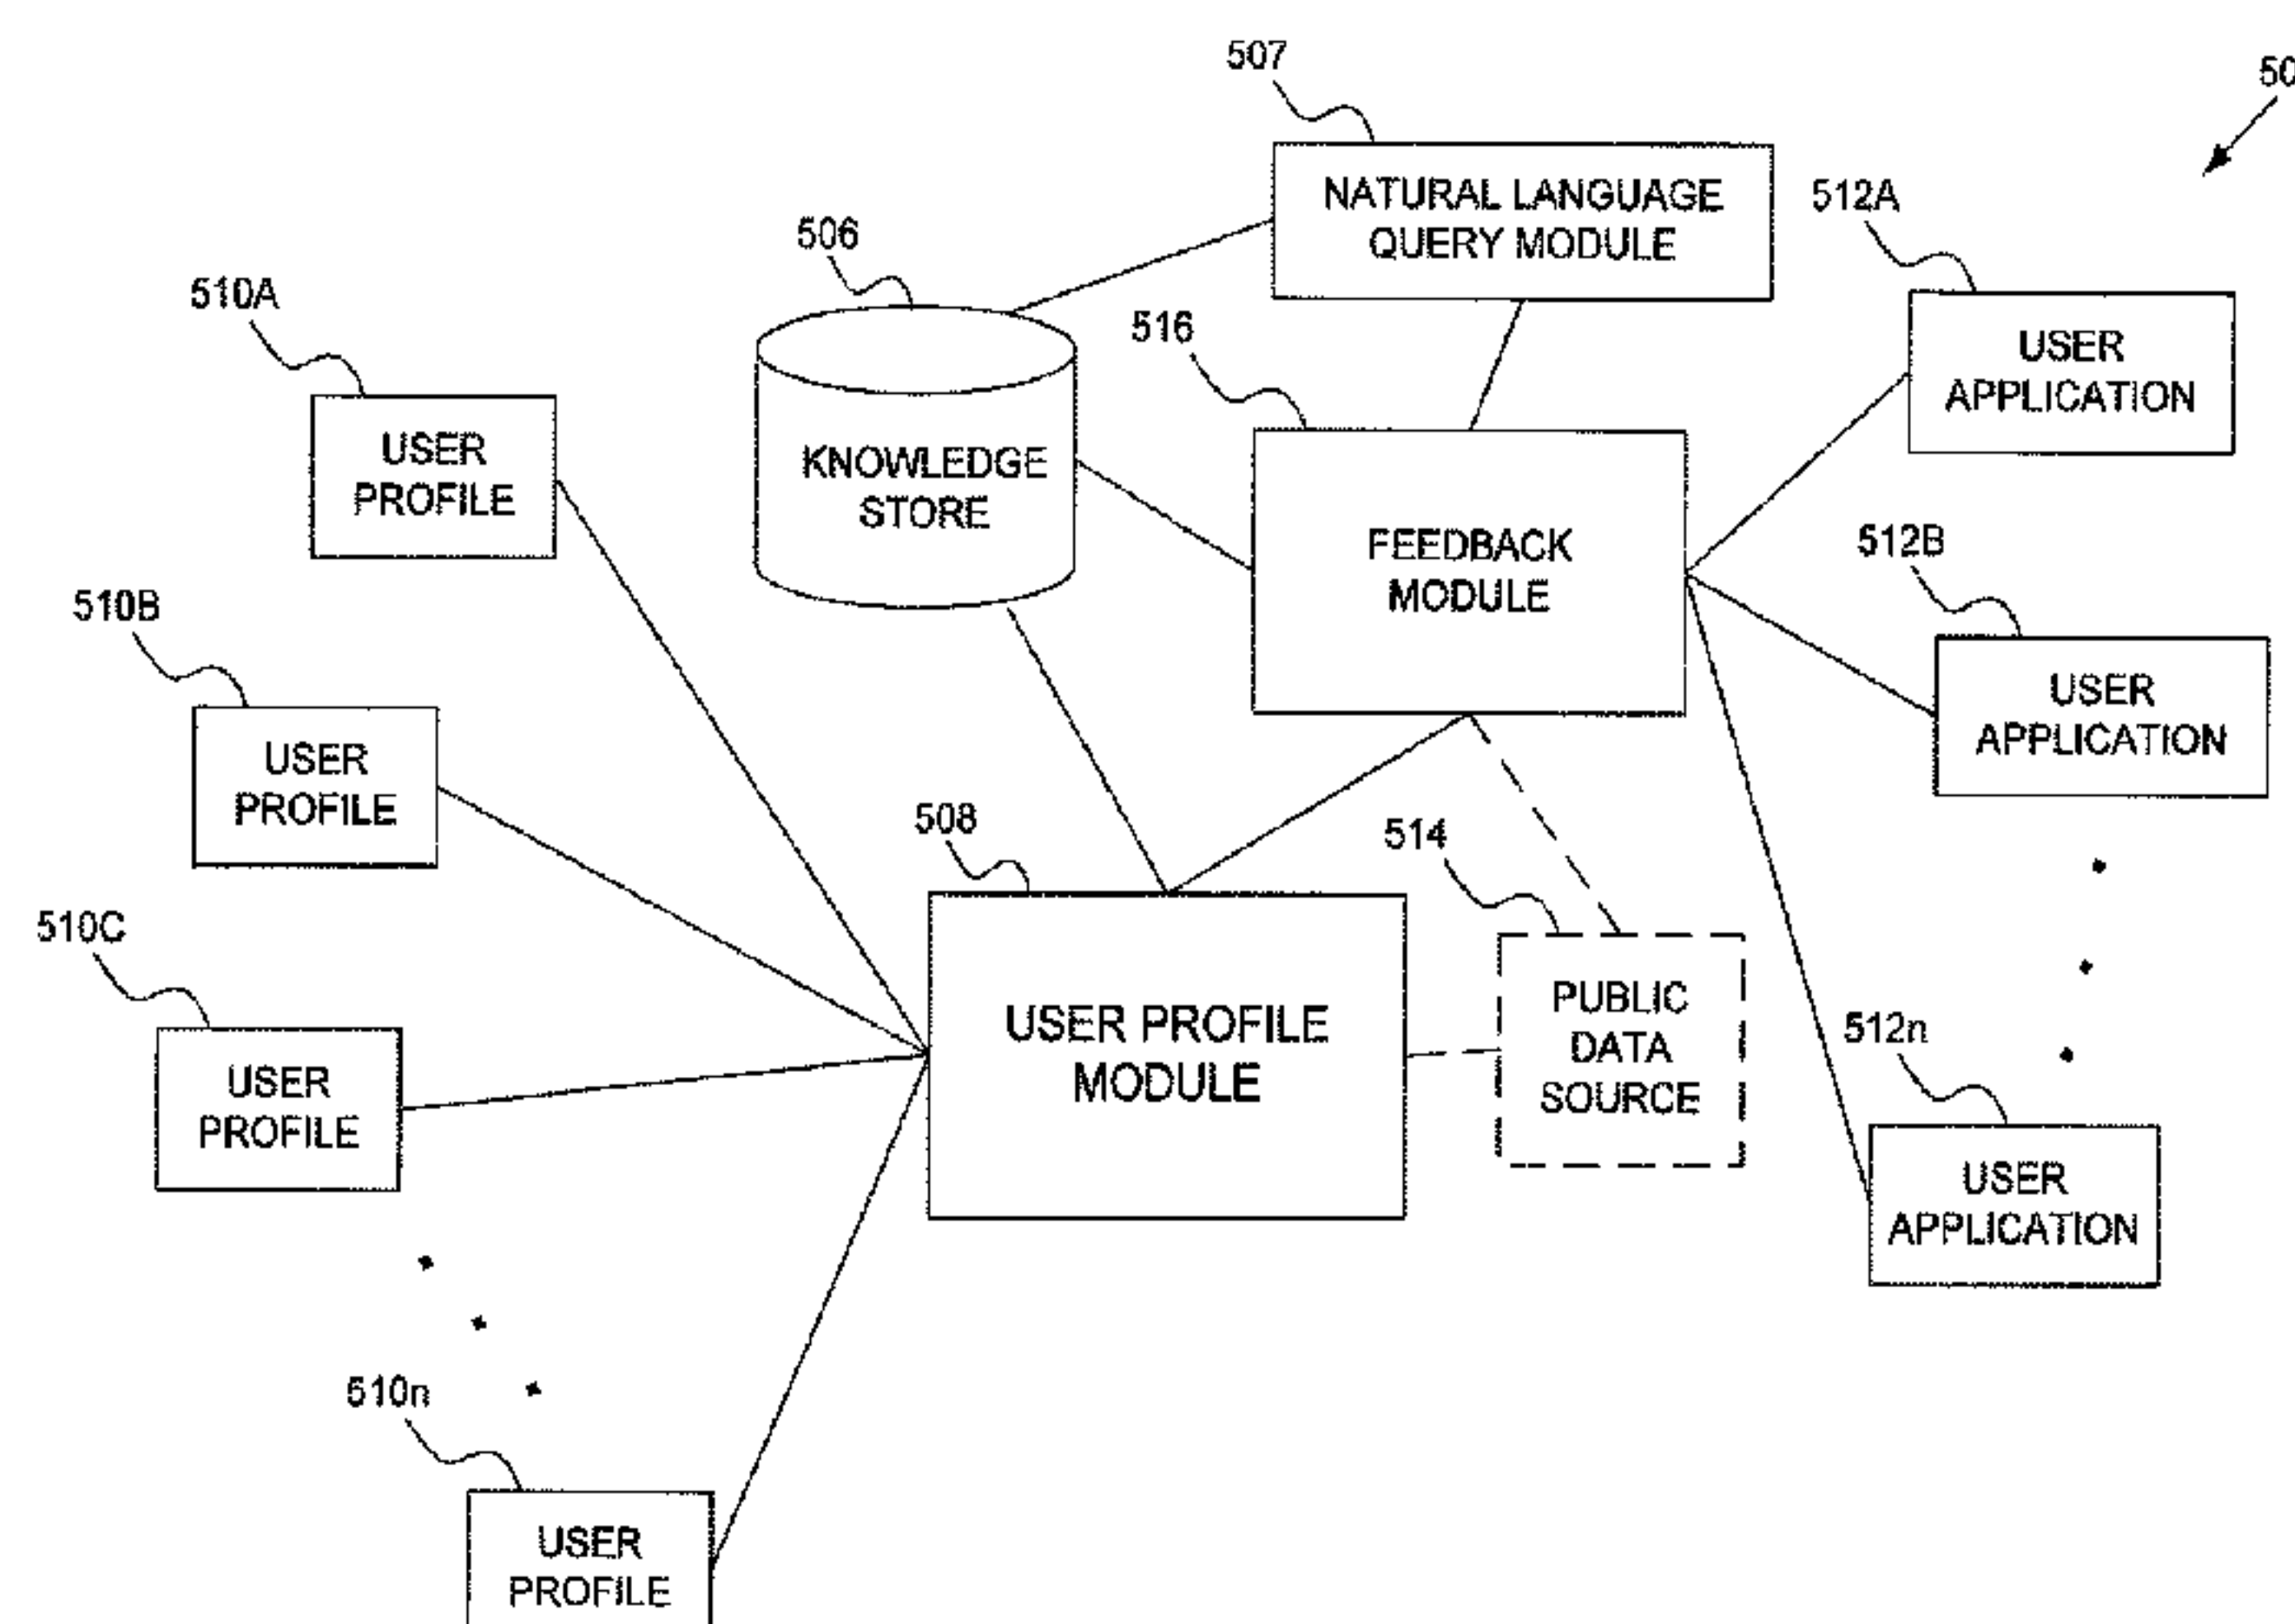 507
50
NATURAL LANGUAGE
QUERY MODULE
512A
506
510A
516
USER
APPLICATION
USER
PROFILE
KNOWLEDGE
STORE
FEEDBACK
MODULE
512B
510B
USER
APPLICATION
USER
PROFILE
508
514
510C
PUBLIC
DATA
SOURCE
USER PROFILE
MODULE
512n
USER
PROFILE
USER
APPLICATION
510n
USER
PROFILE